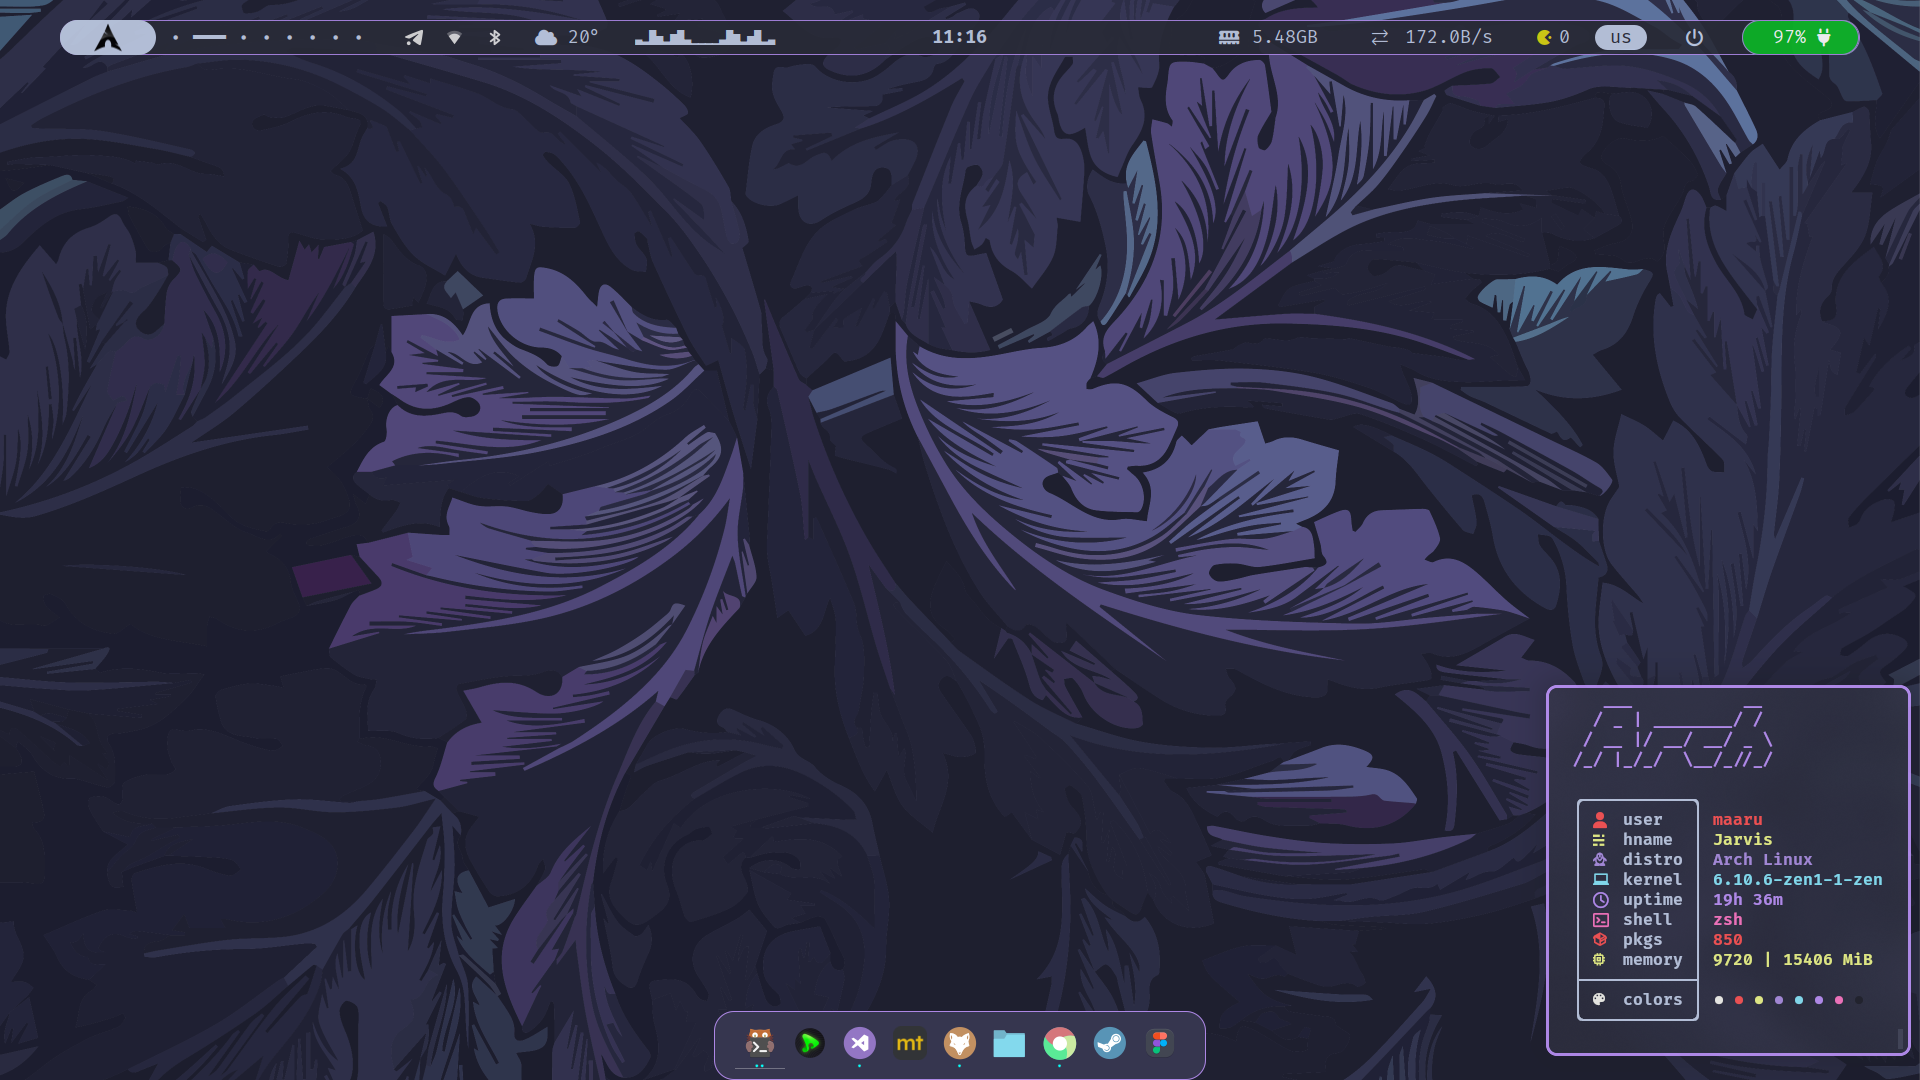 20°
11:16
5.48GB
172.0B/s
0
us
97%
Arch
user maaru
hname Jarvis
distro Arch Linux
kernel 6.10.6-zen1-1-zen
uptime 19h 36m
shell zsh
pkgs 850
memory 9720 | 15406 MiB
colors
mt